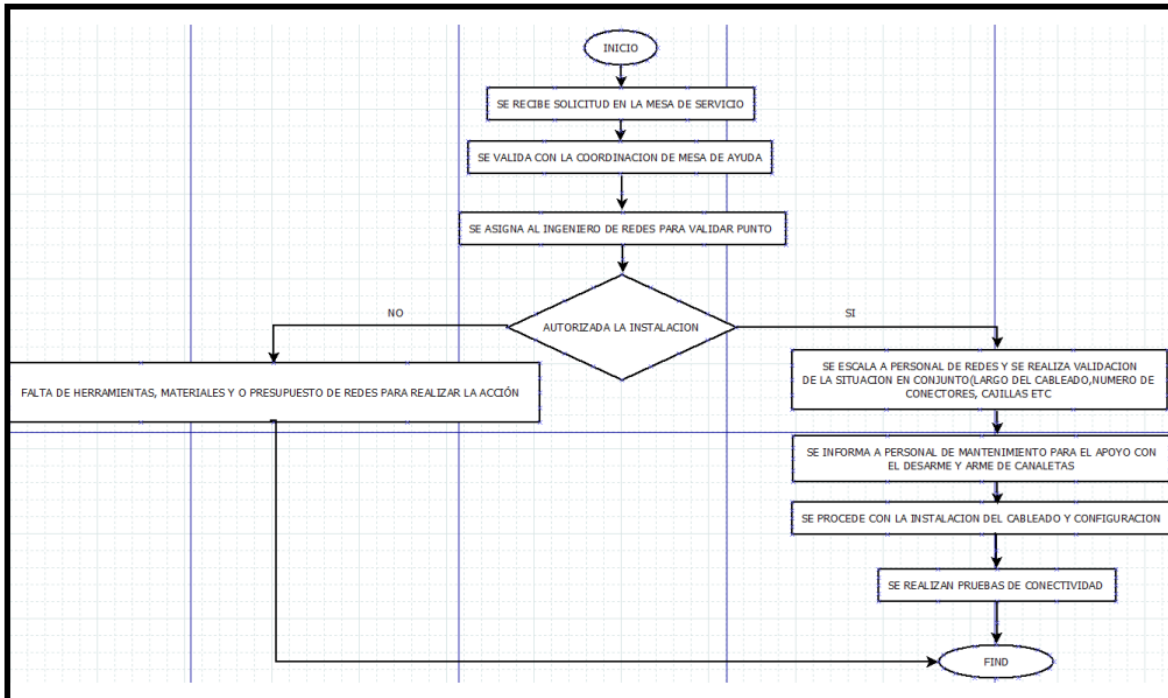 INICIO
SE RECIBE SOLICITUD EN LA MESA DE SERVICIO
SE VALIDA CON LA COORDINACION DE MESA DE AYUDA
SE ASIGNA AL INGENIERO DE REDES PARA VALIDAR PUNTO
AUTORIZADA LA INSTALACION
NO
SI
FALTA DE HERRAMIENTAS, MATERIALES Y O PRESUPUESTO DE REDES PARA REALIZAR LA ACCIÓN
SE ESCALA A PERSONAL DE REDES Y SE REALIZA VALIDACION
DE LA SITUACION EN CONJUNTO(LARGO DEL CABLEADO,NUMERO DE
CONECTORES, CAJILLAS ETC
SE INFORMA A PERSONAL DE MANTENIMIENTO PARA EL APOYO CON
EL DESARME Y ARME DE CANALETAS
SE PROCEDE CON LA INSTALACION DEL CABLEADO Y CONFIGURACION
SE REALIZAN PRUEBAS DE CONECTIVIDAD
FIND